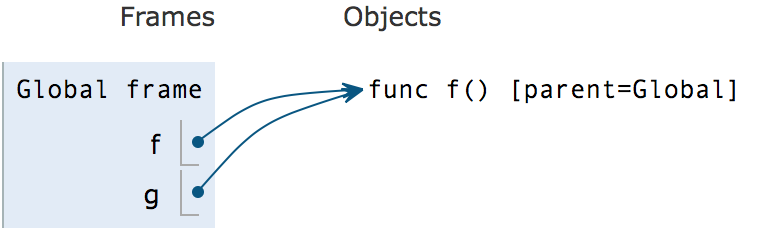 Frames Objects
Global frame func f() [parent=Global]
f
g